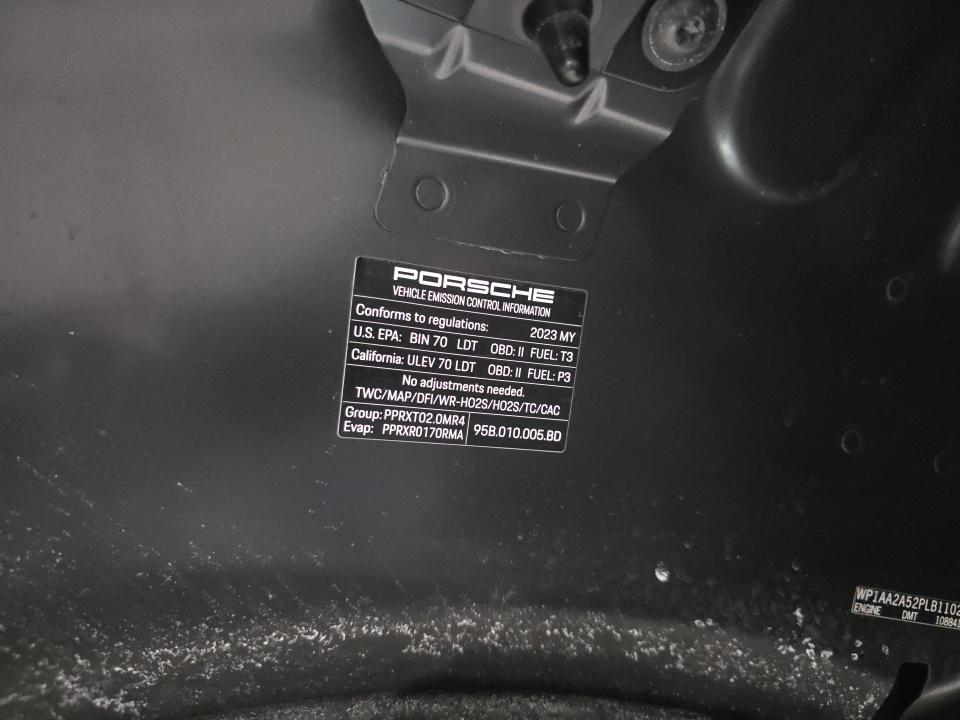 PORSCHE
VEHICLE EMISSION CONTROL INFORMATION
Conforms to regulations: 2023 MY
U.S. EPA: BIN 70 LDT OBD: II FUEL: T3
California: ULEV 70 LDT OBD: II FUEL: P3
No adjustments needed.
TWC/MAP/DFI/WR-HO2S/HO2S/TC/CAC
Group: PPRXT02.0MR4
Evap: PPRXR0170RMA
95B.010.005.BD
WP1AA2A52PLB1102
ENGINE DMT 108841